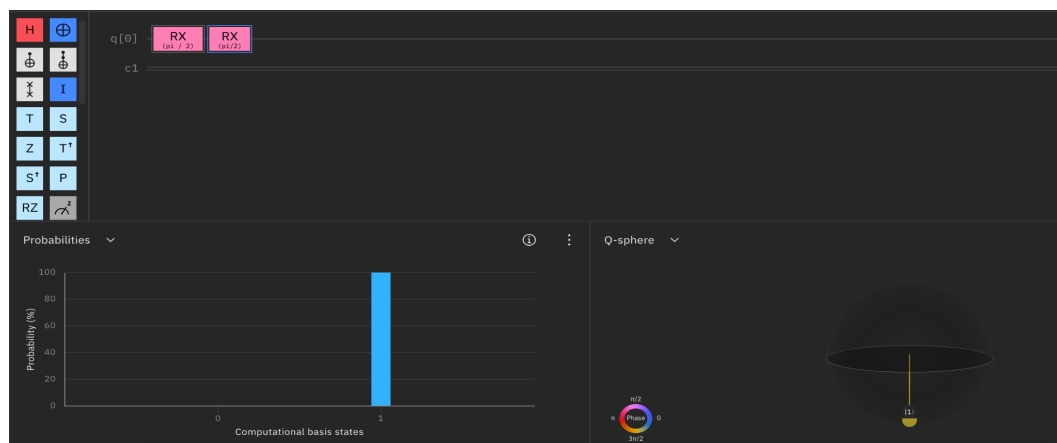 H
q[0] RX RX
(pi / 2) (pi/2)
c1
I
T S
Z T†
S† P
RZ z
Probabilities
Q-sphere
100
80
60
40
20
0
Probability (%)
0 1
Computational basis states
π/2
π Phase 0
3π/2
|1⟩